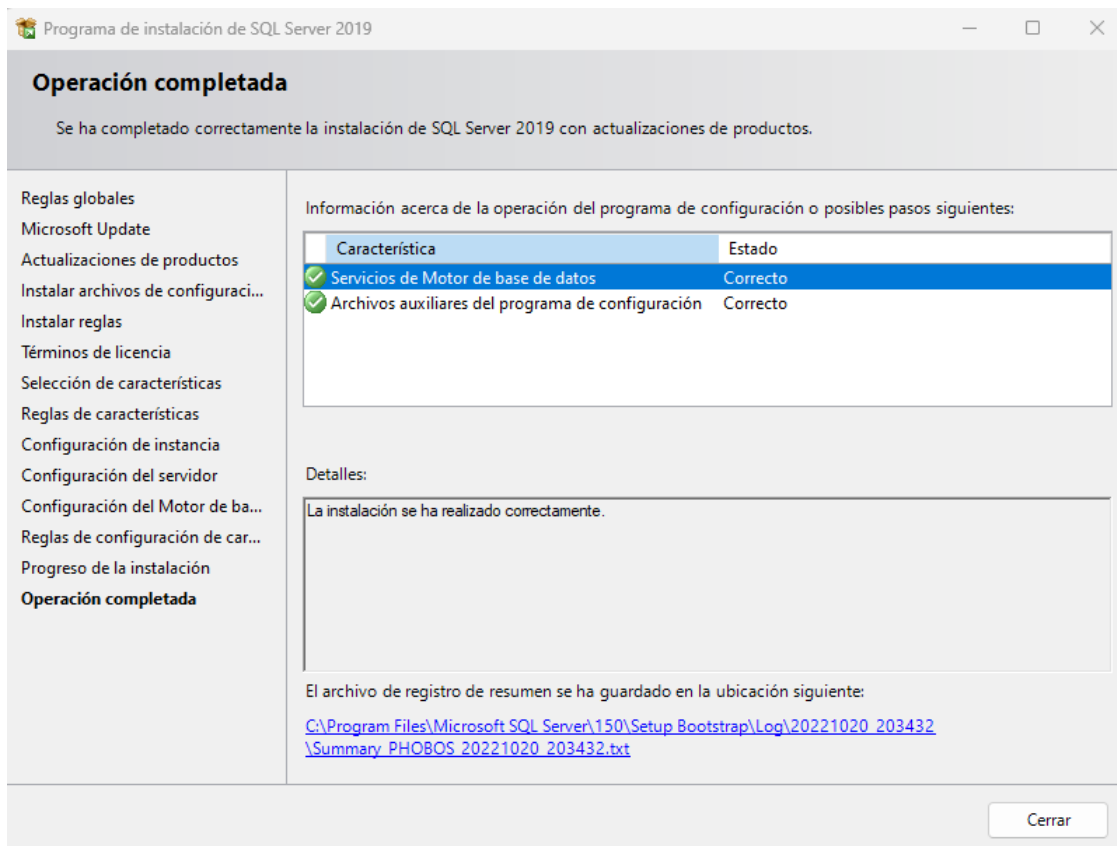 Programa de instalación de SQL Server 2019
Operación completada
Se ha completado correctamente la instalación de SQL Server 2019 con actualizaciones de productos.
Reglas globales
Microsoft Update
Actualizaciones de productos
Instalar archivos de configuraci...
Instalar reglas
Términos de licencia
Selección de características
Reglas de características
Configuración de instancia
Configuración del servidor
Configuración del Motor de ba...
Reglas de configuración de car...
Progreso de la instalación
Operación completada
Información acerca de la operación del programa de configuración o posibles pasos siguientes:
Característica Estado
Servicios de Motor de base de datos Correcto
Archivos auxiliares del programa de configuración Correcto
Detalles:
La instalación se ha realizado correctamente.
El archivo de registro de resumen se ha guardado en la ubicación siguiente:
C:\Program Files\Microsoft SQL Server\150\Setup Bootstrap\Log\20221020_203432
\Summary_PHOBOS_20221020_203432.txt
Cerrar